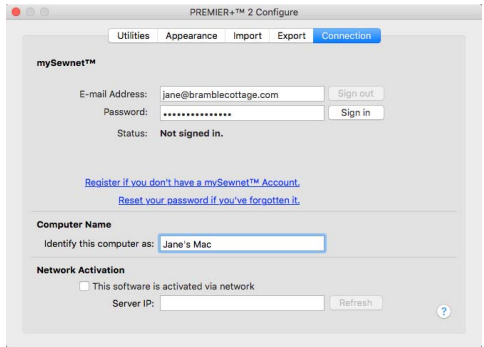 PREMIER+™ 2 Configure
Utilities Appearance Import Export Connection
mySewnet™
E-mail Address: jane@bramblecottage.com Sign out
Password: ••••••••••••••• Sign in
Status: Not signed in.
Register if you don't have a mySewnet™ Account.
Reset your password if you've forgotten it.
Computer Name
Identify this computer as: Jane's Mac
Network Activation
This software is activated via network
Server IP: Refresh
?